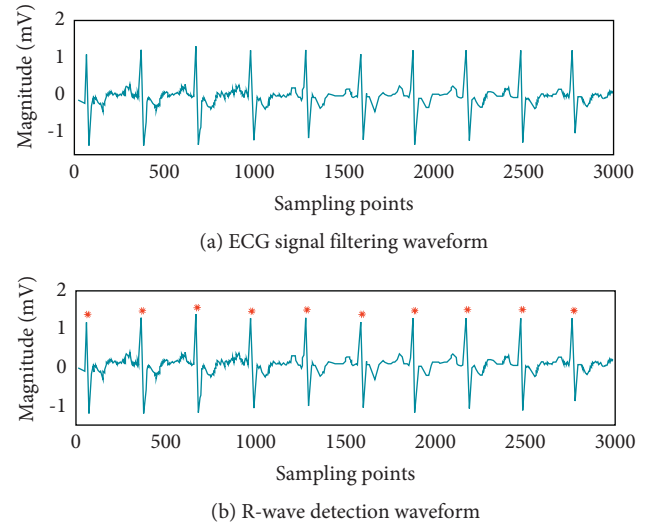 2
1
0
-1
Magnitude (mV)
0 500 1000 1500 2000 2500 3000
Sampling points
(a) ECG signal filtering waveform
2
1
0
-1
Magnitude (mV)
0 500 1000 1500 2000 2500 3000
Sampling points
(b) R-wave detection waveform